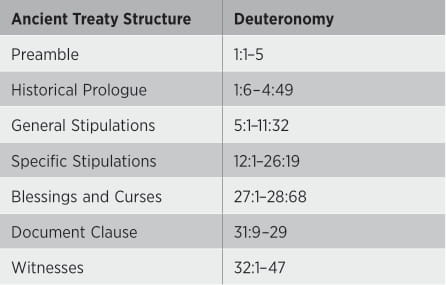 Ancient Treaty Structure Deuteronomy
Preamble 1:1–5
Historical Prologue 1:6–4:49
General Stipulations 5:1–11:32
Specific Stipulations 12:1–26:19
Blessings and Curses 27:1–28:68
Document Clause 31:9–29
Witnesses 32:1–47